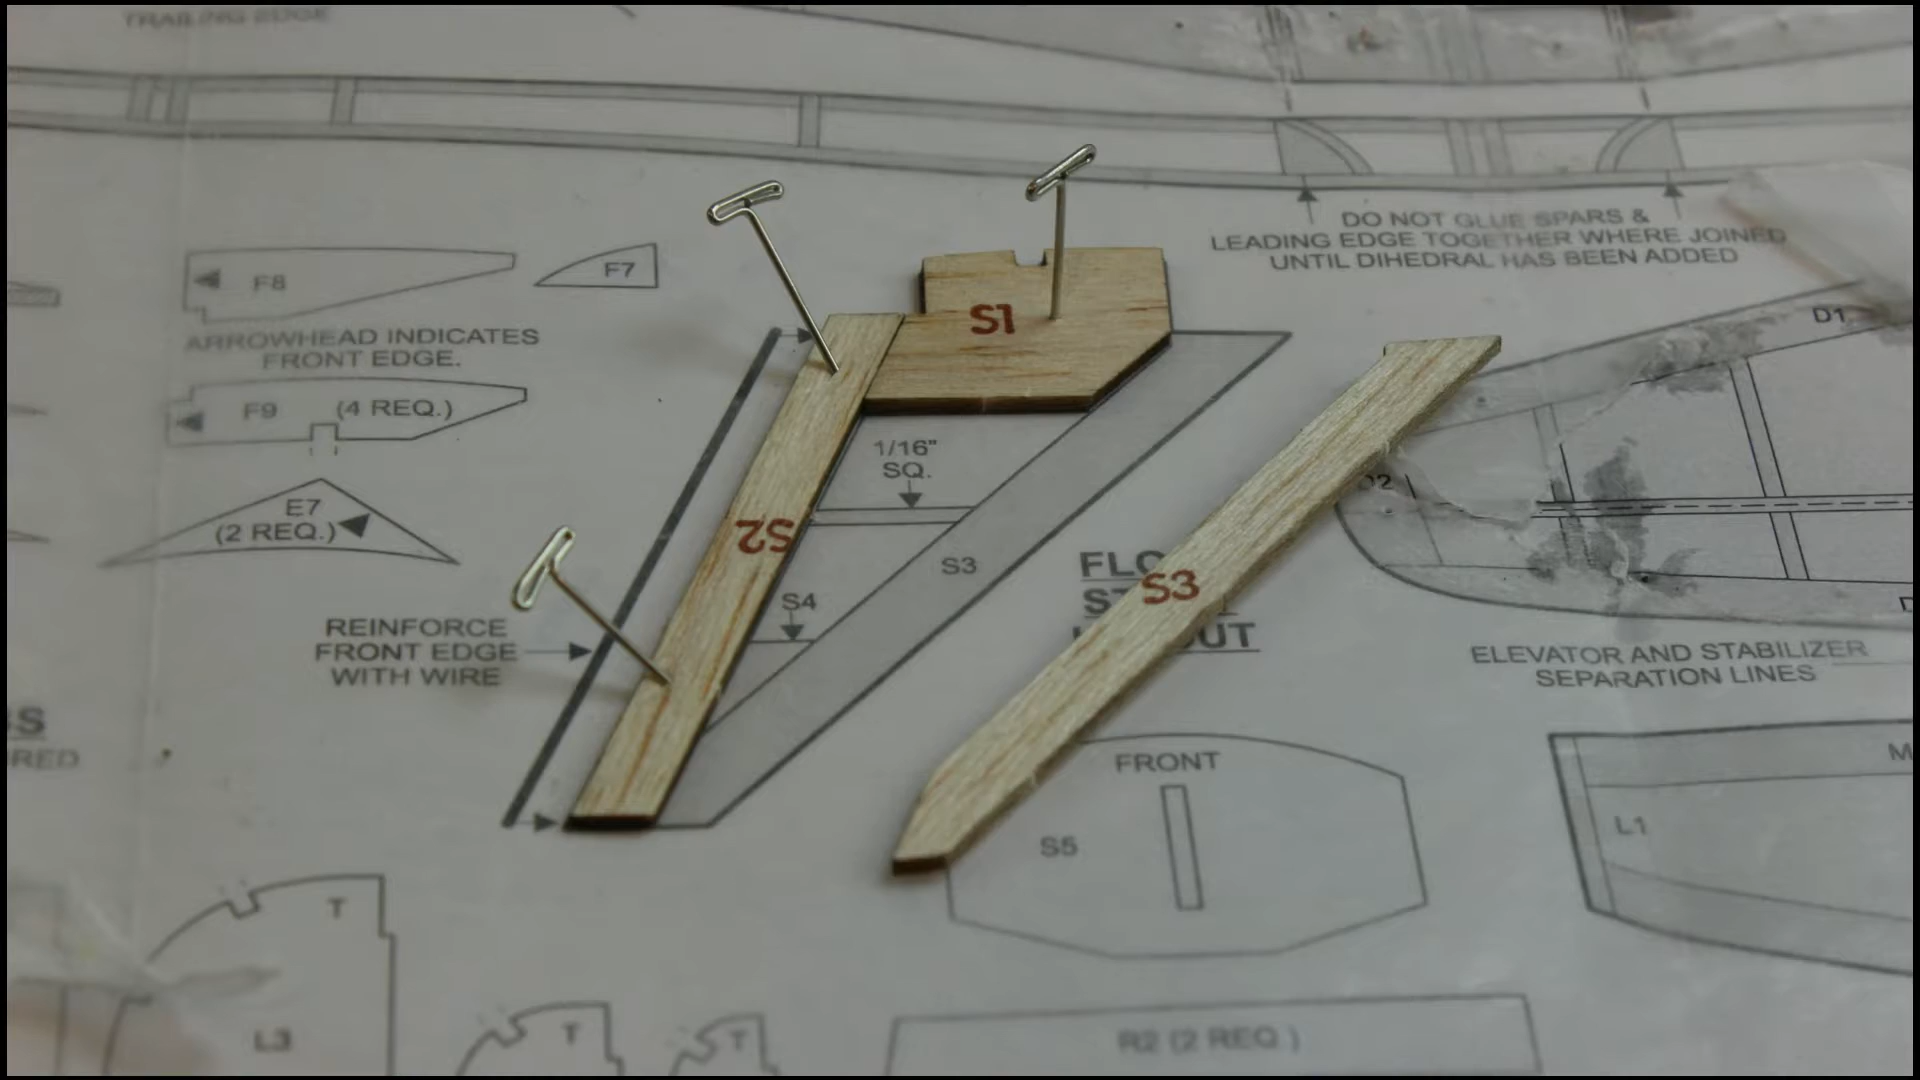 TRAILING EDGE
DO NOT GLUE SPARS &
LEADING EDGE TOGETHER WHERE JOINED
UNTIL DIHEDRAL HAS BEEN ADDED
F8
F7
ARROWHEAD INDICATES
FRONT EDGE.
F9 (4 REQ.)
E7
(2 REQ.)
S1
S2
S3
1/16"
SQ.
S3
S4
D1
D2
REINFORCE
FRONT EDGE
WITH WIRE
ELEVATOR AND STABILIZER
SEPARATION LINES
FRONT
S5
L1
T
L3
T
T
R2 (2 REQ.)